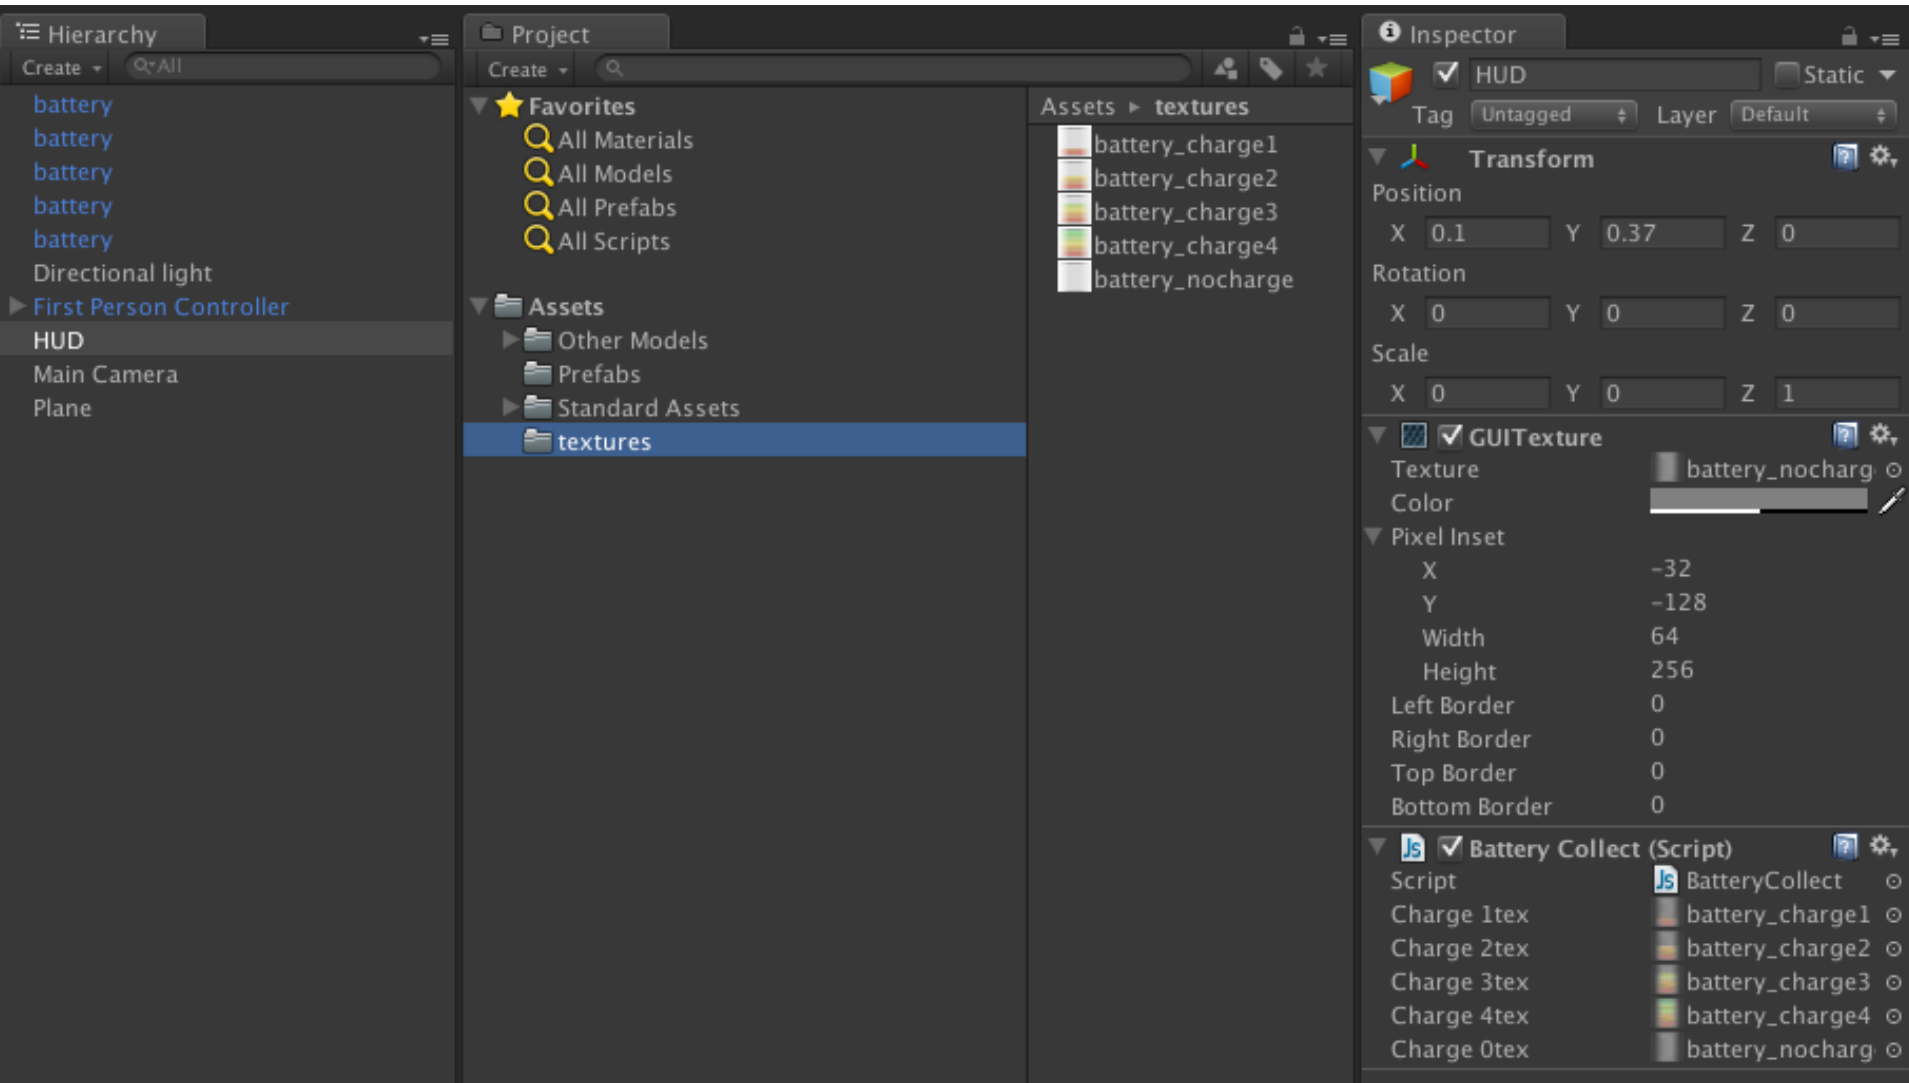 Hierarchy
Create
All
battery
battery
battery
battery
battery
Directional light
First Person Controller
HUD
Main Camera
Plane
Project
Create
Favorites
All Materials
All Models
All Prefabs
All Scripts
Assets
Other Models
Prefabs
Standard Assets
textures
Assets textures
battery_charge1
battery_charge2
battery_charge3
battery_charge4
battery_nocharge
Inspector
HUD Static
Tag Untagged Layer Default
Transform
Position
X 0.1 Y 0.37 Z 0
Rotation
X 0 Y 0 Z 0
Scale
X 0 Y 0 Z 1
GUITexture
Texture battery_nocharg
Color
Pixel Inset
X -32
Y -128
Width 64
Height 256
Left Border 0
Right Border 0
Top Border 0
Bottom Border 0
Js Battery Collect (Script)
Script Js BatteryCollect
Charge 1tex battery_charge1
Charge 2tex battery_charge2
Charge 3tex battery_charge3
Charge 4tex battery_charge4
Charge 0tex battery_nocharg